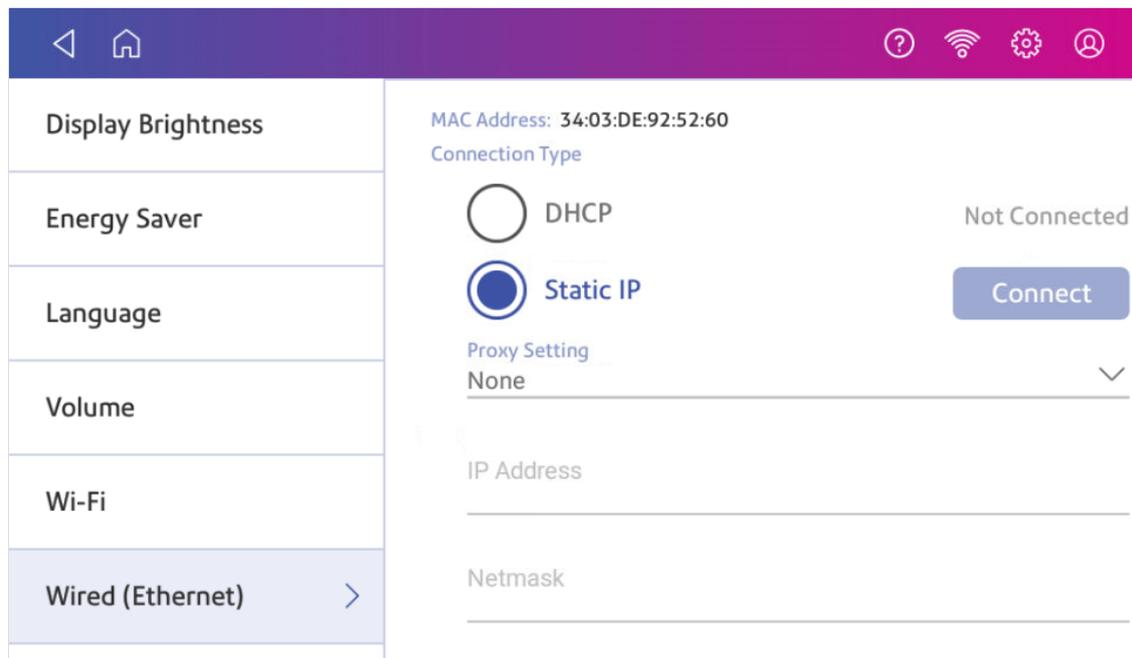 Display Brightness
Energy Saver
Language
Volume
Wi-Fi
Wired (Ethernet)
MAC Address: 34:03:DE:92:52:60
Connection Type
DHCP
Not Connected
Static IP
Connect
Proxy Setting
None
IP Address
Netmask